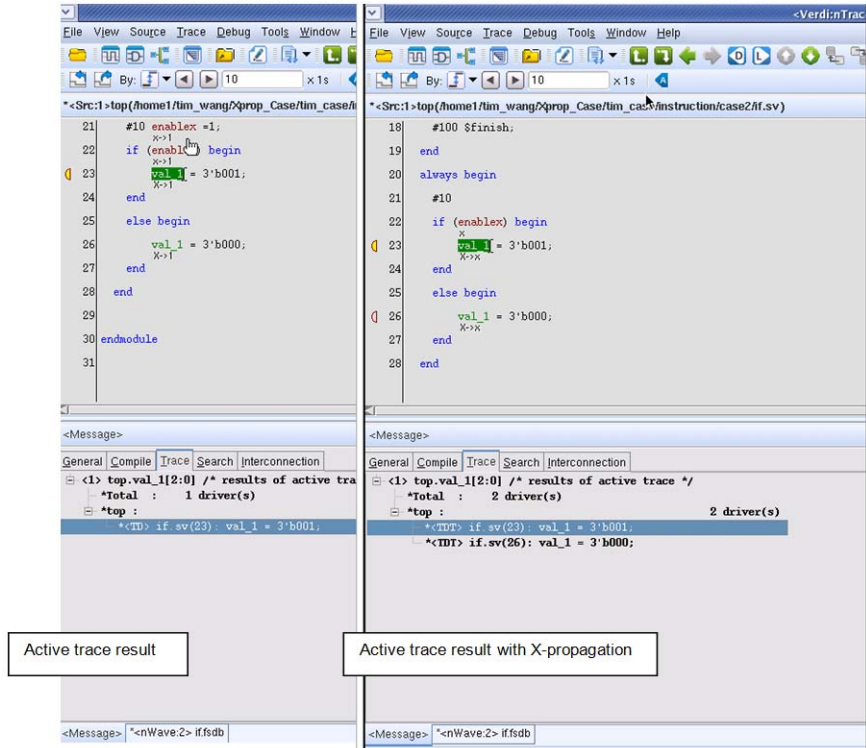 File View Source Trace Debug Tools Window
By: 10 x 1s
*<Src:1>top(/home1/tim_wang/Xprop_Case/tim_case/i
21 #10 enablex =1;
x->1
22 if (enabl ) begin
x->1
23 val_1 = 3'b001;
X->1
24 end
25 else begin
26 val_1 = 3'b000;
X->1
27 end
28 end
29
30 endmodule
31
<Message>
General Compile Trace Search Interconnection
<1> top.val_1[2:0] /* results of active tra
*Total : 1 driver(s)
*top :
*<TD> if.sv(23): val_1 = 3'b001;
Active trace result
<Message> *<nWave:2> if.fsdb
<Verdi:nTrac
File View Source Trace Debug Tools Window Help
By: 10 x 1s
*<Src:1>top(/home1/tim_wang/Xprop_Case/tim_case/instruction/case2/if.sv)
18 #100 $finish;
19 end
20 always begin
21 #10
22 if (enablex) begin
x
23 val_1 = 3'b001;
X->x
24 end
25 else begin
26 val_1 = 3'b000;
X->x
27 end
28 end
<Message>
General Compile Trace Search Interconnection
<1> top.val_1[2:0] /* results of active trace */
*Total : 2 driver(s)
*top : 2 driver(s)
*<TDT> if.sv(23): val_1 = 3'b001;
*<TDT> if.sv(26): val_1 = 3'b000;
Active trace result with X-propagation
<Message> *<nWave:2> if.fsdb